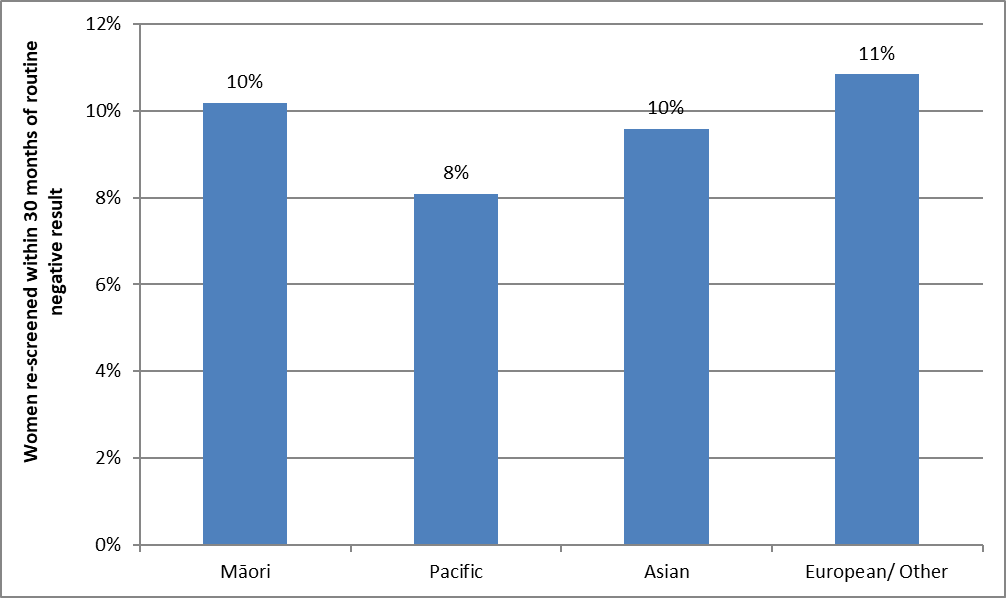 Women re-screened within 30 months of routine
negative result
12%
10%
8%
6%
4%
2%
0%
10%
8%
10%
11%
Māori
Pacific
Asian
European/ Other